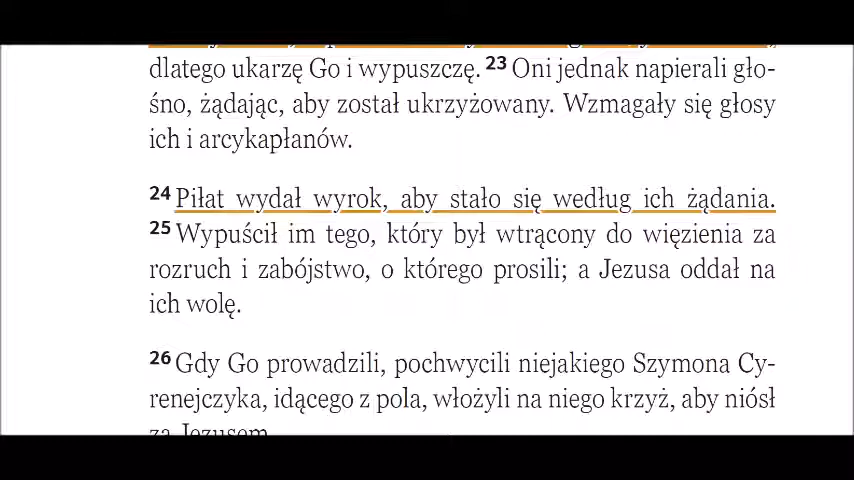 dlatego ukarzę Go i wypuszczę. 23 Oni jednak napierali gło-
śno, żądając, aby został ukrzyżowany. Wzmagały się głosy
ich i arcykapłanów.
24 Piłat wydał wyrok, aby stało się według ich żądania.
25 Wypuścił im tego, który był wtrącony do więzienia za
rozruch i zabójstwo, o którego prosili; a Jezusa oddał na
ich wolę.
26 Gdy Go prowadzili, pochwycili niejakiego Szymona Cy-
renejczyka, idącego z pola, włożyli na niego krzyż, aby niósł
za Jezusem